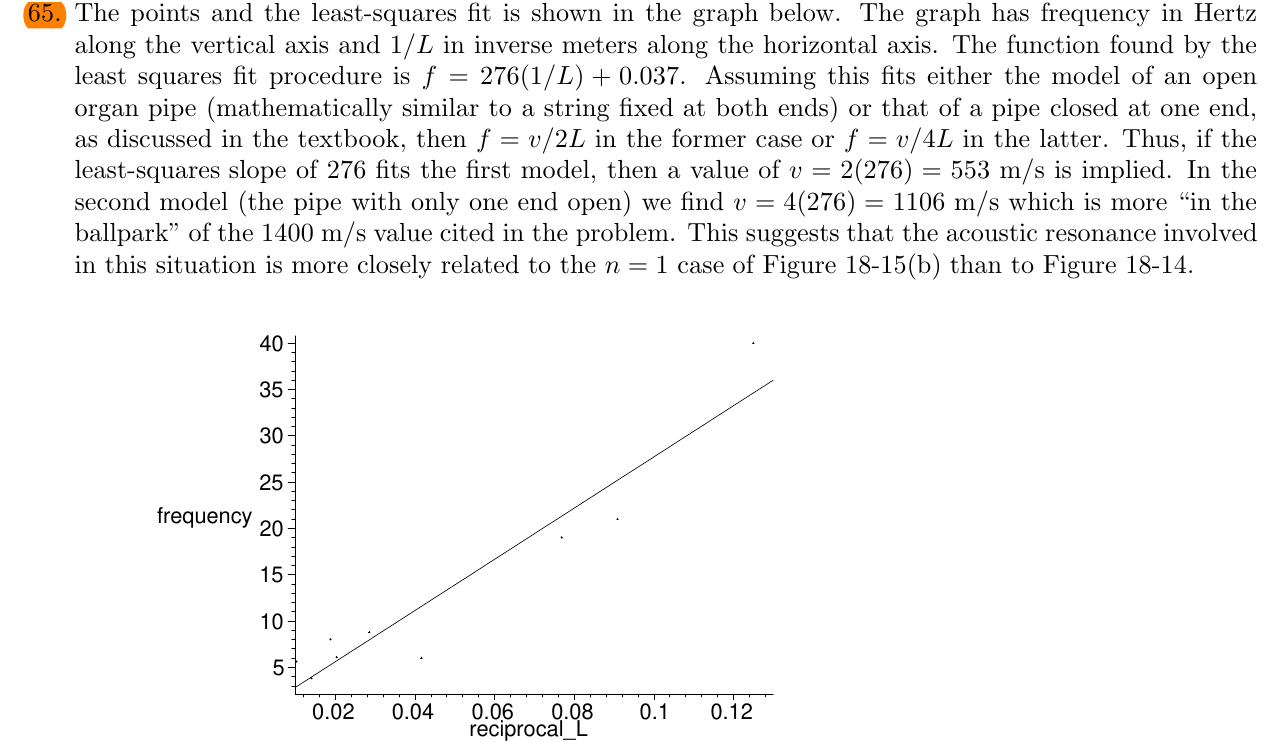 65. The points and the least-squares fit is shown in the graph below. The graph has frequency in Hertz
along the vertical axis and 1/L in inverse meters along the horizontal axis. The function found by the
least squares fit procedure is f = 276(1/L) + 0.037. Assuming this fits either the model of an open
organ pipe (mathematically similar to a string fixed at both ends) or that of a pipe closed at one end,
as discussed in the textbook, then f = v/2L in the former case or f = v/4L in the latter. Thus, if the
least-squares slope of 276 fits the first model, then a value of v = 2(276) = 553 m/s is implied. In the
second model (the pipe with only one end open) we find v = 4(276) = 1106 m/s which is more “in the
ballpark” of the 1400 m/s value cited in the problem. This suggests that the acoustic resonance involved
in this situation is more closely related to the n = 1 case of Figure 18-15(b) than to Figure 18-14.
40
35
30
25
frequency
20
15
10
5
0.02 0.04 0.06 0.08 0.1 0.12
reciprocal_L